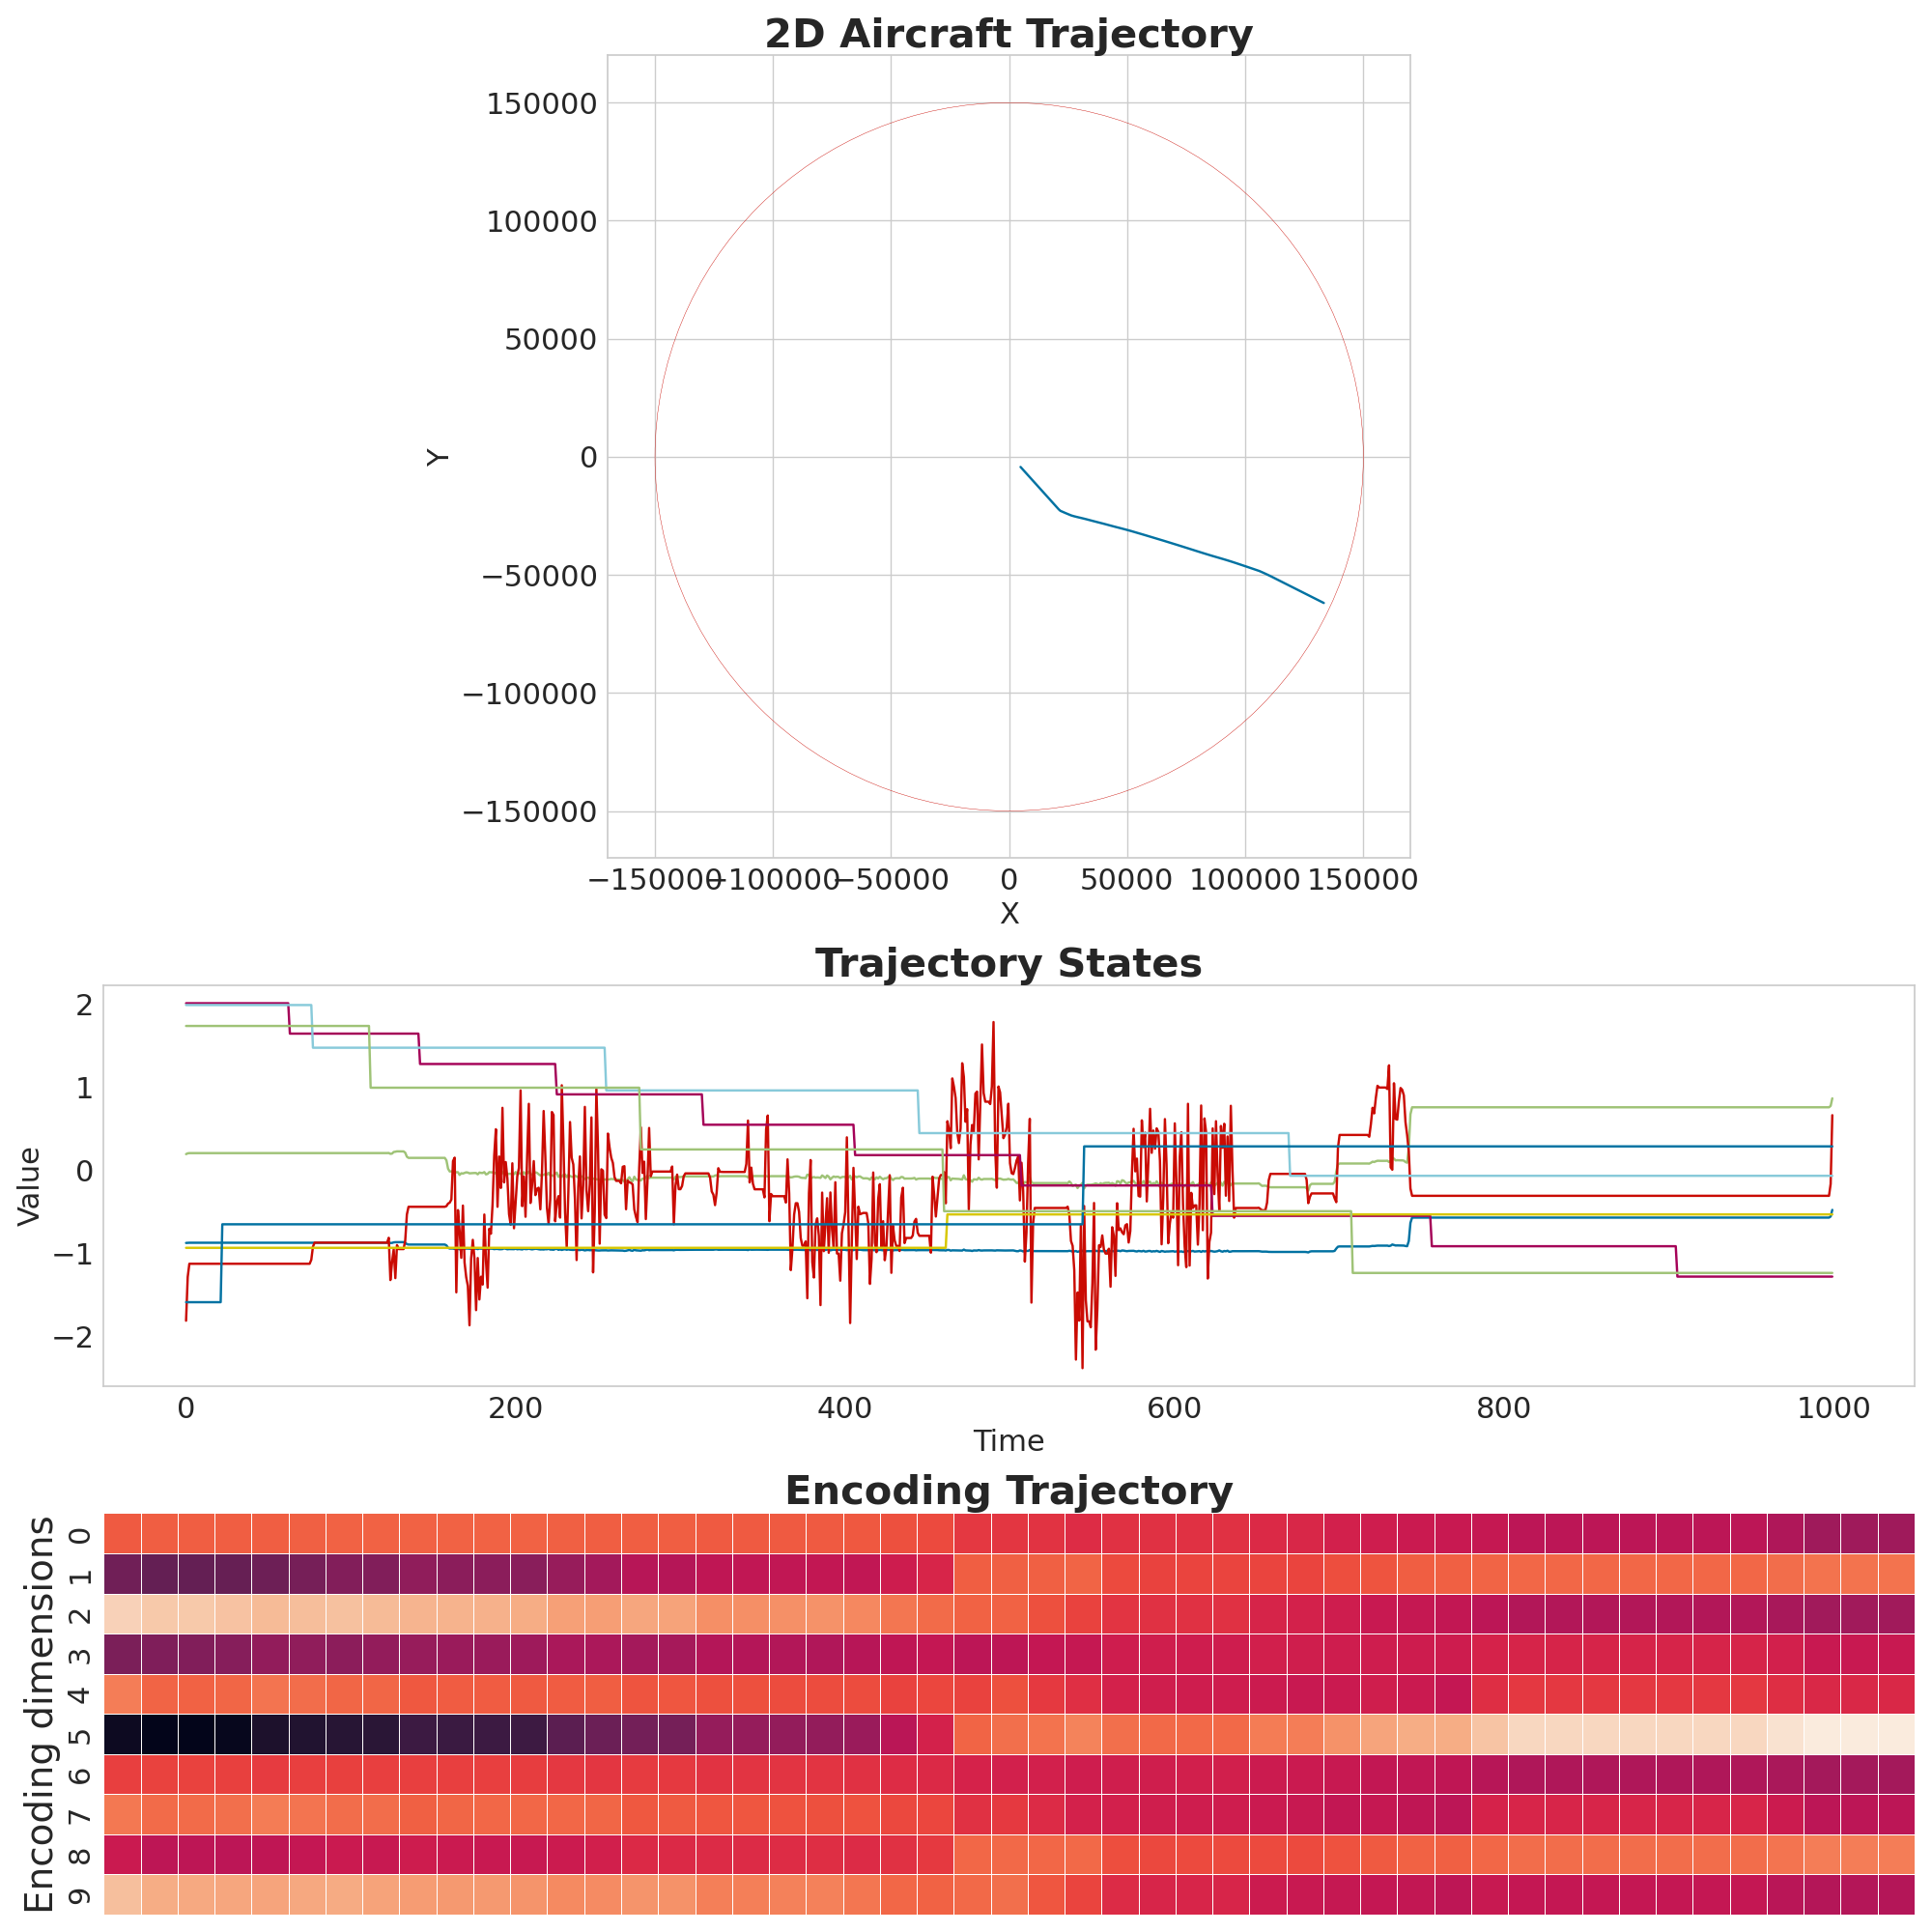 2D Aircraft Trajectory
150000
100000
50000
0
−50000
−100000
−150000
Y
−150000 −100000 −50000 0 50000 100000 150000
X
Trajectory States
2
1
0
−1
−2
Value
0 200 400 600 800 1000
Time
Encoding Trajectory
0
1
2
3
4
5
6
7
8
9
Encoding dimensions